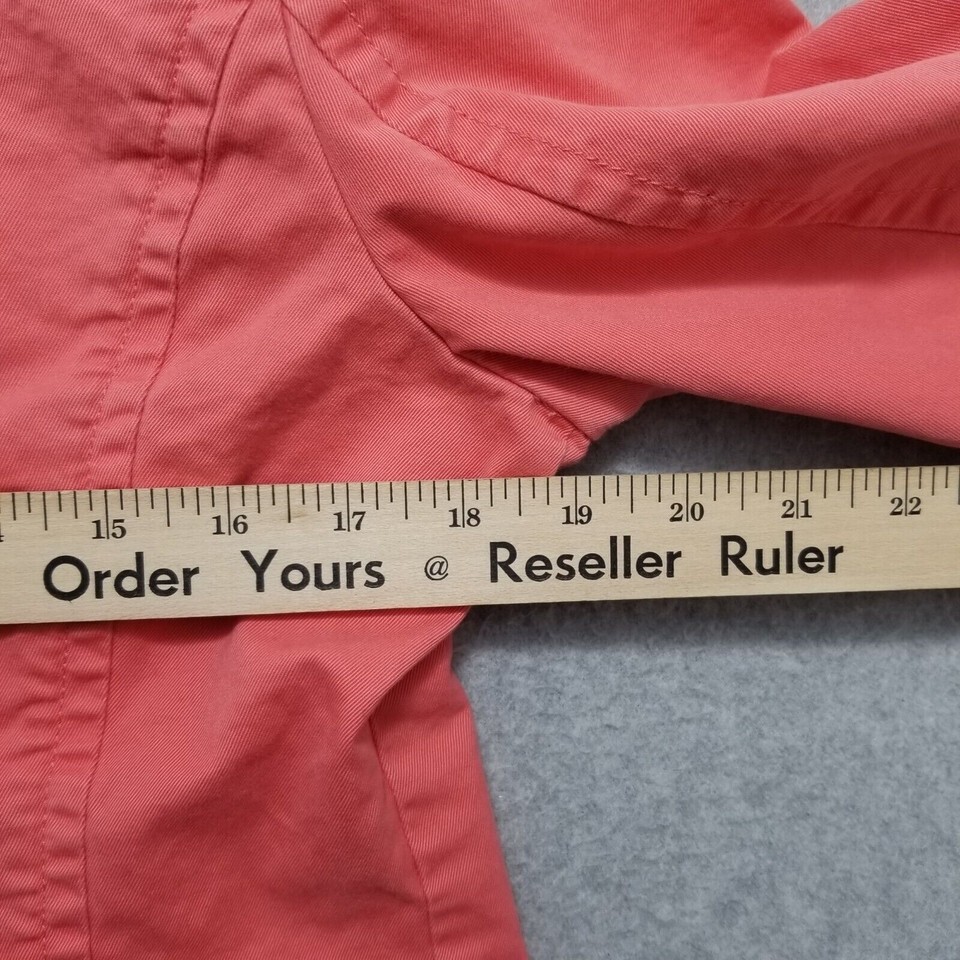 15 16 17 18 19 20 21 22
Order Yours @ Reseller Ruler